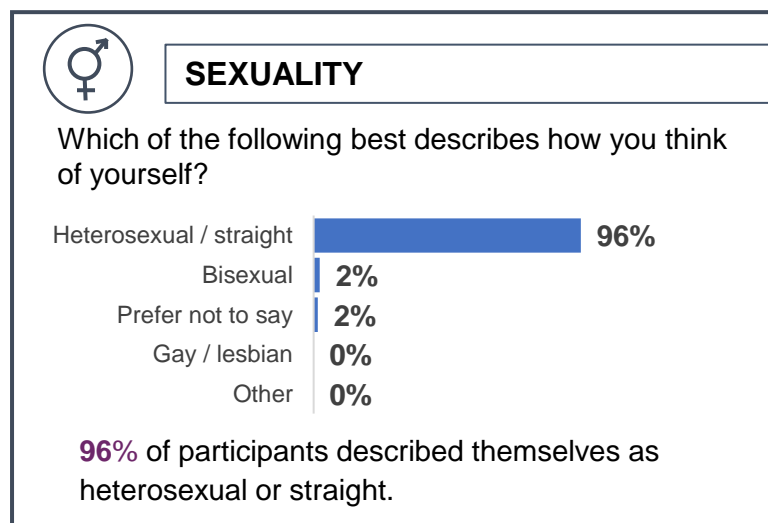 SEXUALITY
Which of the following best describes how you think
of yourself?
Heterosexual / straight 96%
Bisexual 2%
Prefer not to say 2%
Gay / lesbian 0%
Other 0%
96% of participants described themselves as
heterosexual or straight.